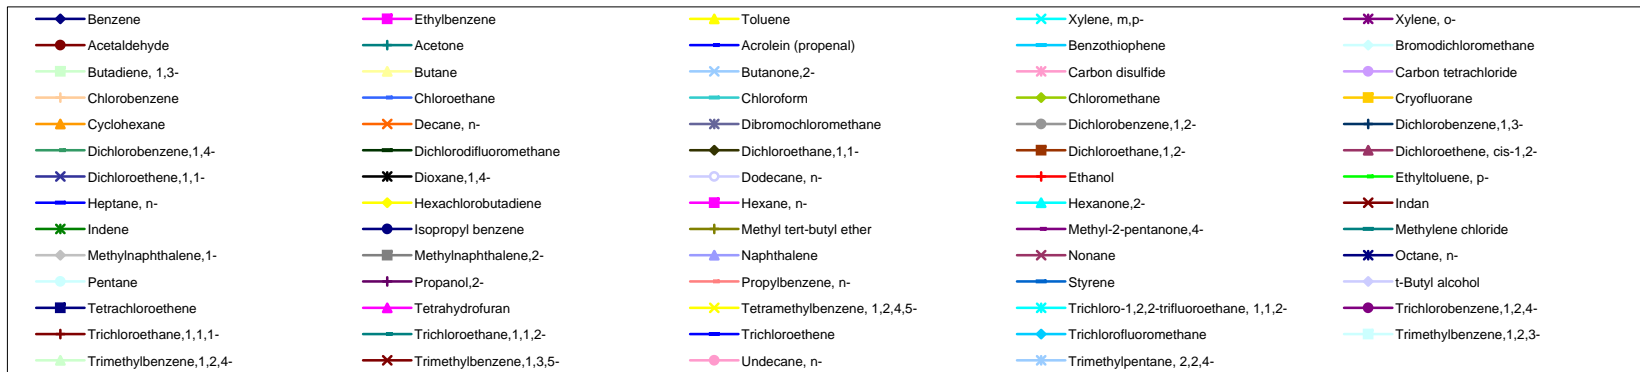 Benzene Ethylbenzene Toluene Xylene, m,p- Xylene, o-
Acetaldehyde Acetone Acrolein (propenal) Benzothiophene Bromodichloromethane
Butadiene, 1,3- Butane Butanone,2- Carbon disulfide Carbon tetrachloride
Chlorobenzene Chloroethane Chloroform Chloromethane Cryofluorane
Cyclohexane Decane, n- Dibromochloromethane Dichlorobenzene,1,2- Dichlorobenzene,1,3-
Dichlorobenzene,1,4- Dichlorodifluoromethane Dichloroethane,1,1- Dichloroethane,1,2- Dichloroethene, cis-1,2-
Dichloroethene,1,1- Dioxane,1,4- Dodecane, n- Ethanol Ethyltoluene, p-
Heptane, n- Hexachlorobutadiene Hexane, n- Hexanone,2- Indan
Indene Isopropyl benzene Methyl tert-butyl ether Methyl-2-pentanone,4- Methylene chloride
Methylnaphthalene,1- Methylnaphthalene,2- Naphthalene Nonane Octane, n-
Pentane Propanol,2- Propylbenzene, n- Styrene t-Butyl alcohol
Tetrachloroethene Tetrahydrofuran Tetramethylbenzene, 1,2,4,5- Trichloro-1,2,2-trifluoroethane, 1,1,2- Trichlorobenzene,1,2,4-
Trichloroethane,1,1,1- Trichloroethane,1,1,2- Trichloroethene Trichlorofluoromethane Trimethylbenzene,1,2,3-
Trimethylbenzene,1,2,4- Trimethylbenzene,1,3,5- Undecane, n- Trimethylpentane, 2,2,4-